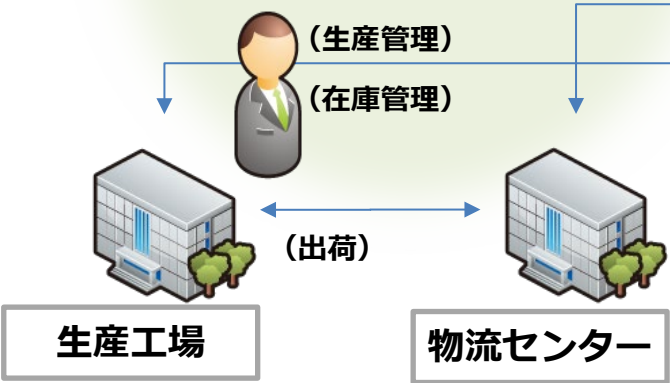 （生産管理）
（在庫管理）
（出荷）
生産工場
物流センター